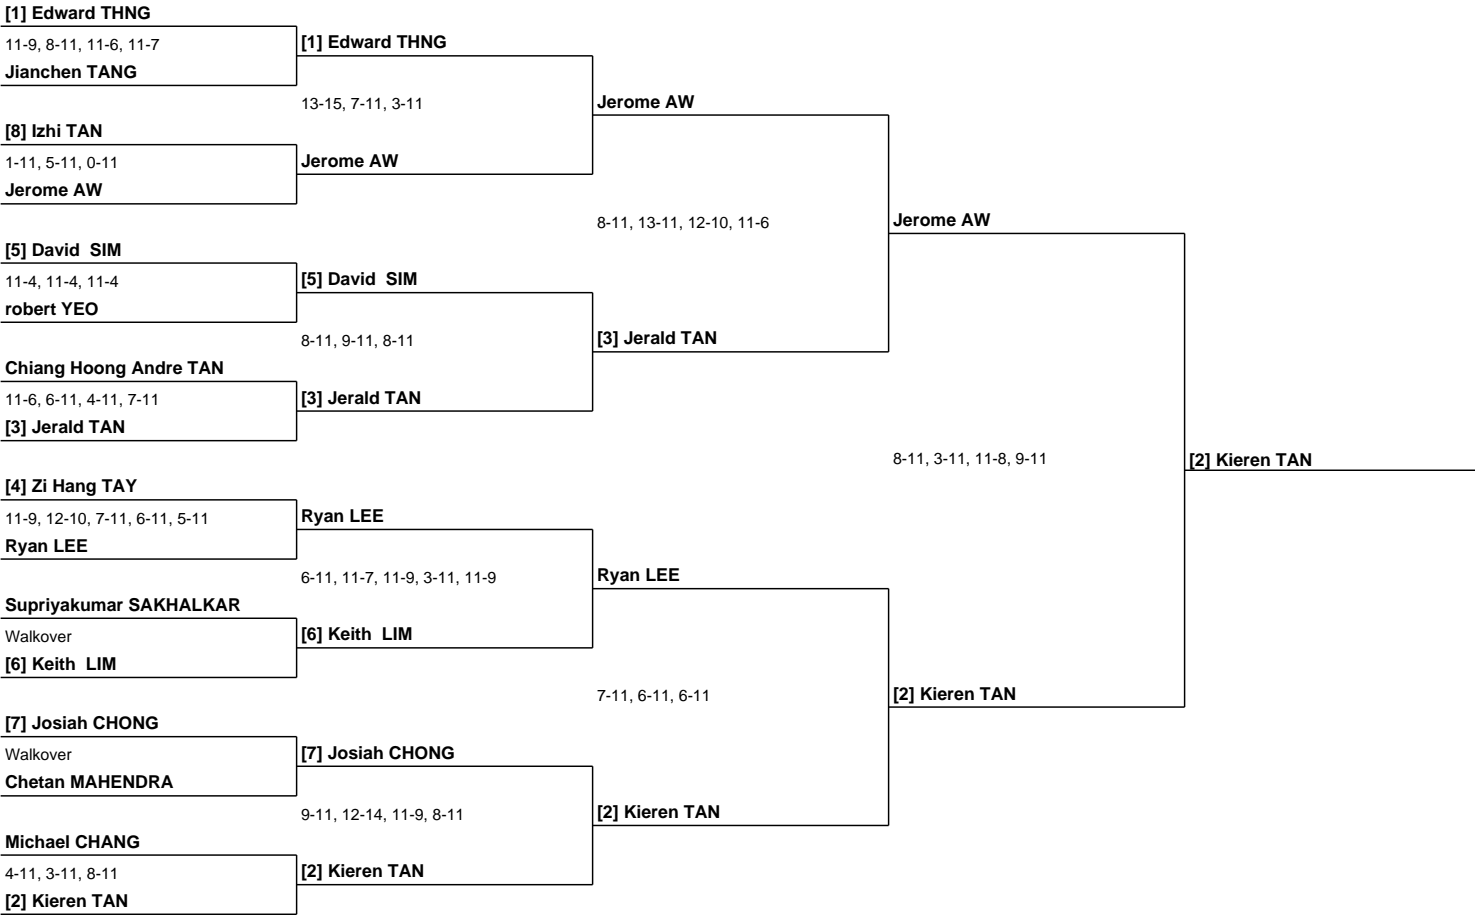 [1] Edward THNG
11-9, 8-11, 11-6, 11-7
Jianchen TANG
[8] Izhi TAN
1-11, 5-11, 0-11
Jerome AW
[5] David  SIM
11-4, 11-4, 11-4
robert YEO
Chiang Hoong Andre TAN
11-6, 6-11, 4-11, 7-11
[3] Jerald TAN
[4] Zi Hang TAY
11-9, 12-10, 7-11, 6-11, 5-11
Ryan LEE
Supriyakumar SAKHALKAR
Walkover
[6] Keith  LIM
[7] Josiah CHONG
Walkover
Chetan MAHENDRA
Michael CHANG
4-11, 3-11, 8-11
[2] Kieren TAN
[1] Edward THNG
13-15, 7-11, 3-11
Jerome AW
[5] David  SIM
8-11, 9-11, 8-11
[3] Jerald TAN
Ryan LEE
6-11, 11-7, 11-9, 3-11, 11-9
[6] Keith  LIM
[7] Josiah CHONG
9-11, 12-14, 11-9, 8-11
[2] Kieren TAN
Jerome AW
8-11, 13-11, 12-10, 11-6
[3] Jerald TAN
Ryan LEE
7-11, 6-11, 6-11
[2] Kieren TAN
Jerome AW
8-11, 3-11, 11-8, 9-11
[2] Kieren TAN
[2] Kieren TAN